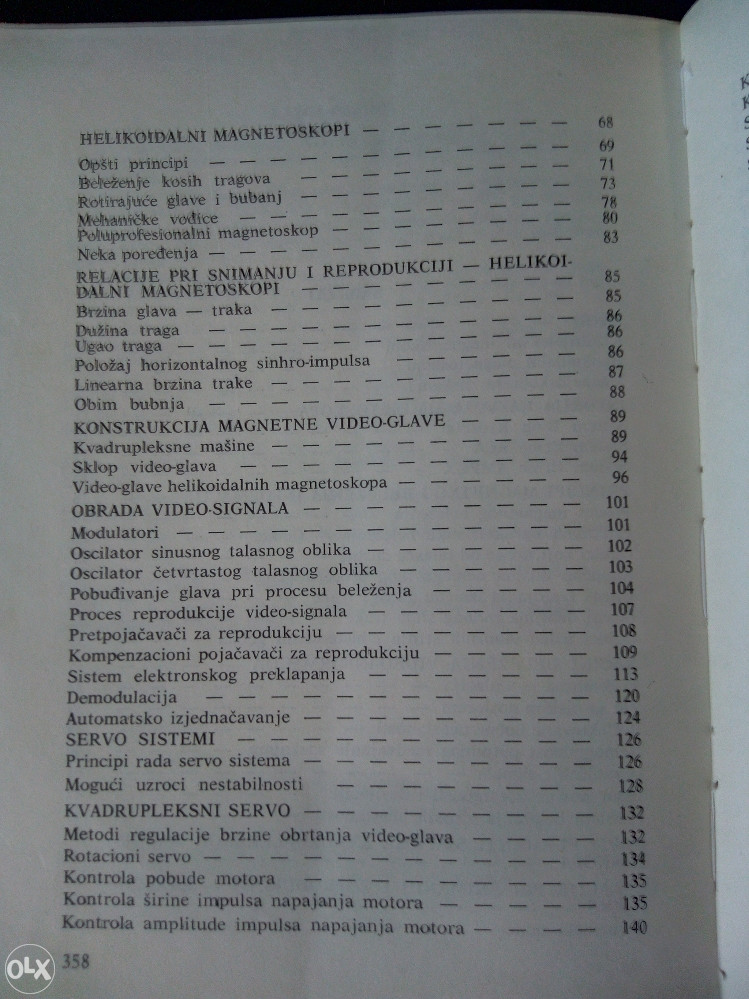 HELIKOIDALNI MAGNETOSKOPI — — — — — — — 68
Opšti principi — — — — — — — — — — — 69
Beleženje kosih tragova — — — — — — — — — 71
Rotirajuće glave i bubanj — — — — — — — — — 73
Mehaničke vodice — — — — — — — — — — — 78
Poluprofesionalni magnetoskop — — — — — — — — 80
Neka poređenja — — — — — — — — — — — — 83
RELACIJE PRI SNIMANJU I REPRODUKCIJI — HELIKOI-
DALNI MAGNETOSKOPI — — — — — — — — — 85
Brzina glava — traka — — — — — — — — — — 85
Dužina traga — — — — — — — — — — — — 86
Ugao traga — — — — — — — — — — — — 86
Položaj horizontalnog sinhro-impulsa — — — — — 86
Linearna brzina trake — — — — — — — — — 87
Obim bubnja — — — — — — — — — — — — 88
KONSTRUKCIJA MAGNETNE VIDEO-GLAVE — — — — 89
Kvadrupleksne mašine — — — — — — — — — 89
Sklop video-glava — — — — — — — — — — 94
Video-glave helikoidalnih magnetoskopa — — — — — 96
OBRADA VIDEO-SIGNALA — — — — — — — — 101
Modulatori — — — — — — — — — — — — 101
Oscilator sinusnog talasnog oblika — — — — — — 102
Oscilator četvrtastog talasnog oblika — — — — — 103
Pobuđivanje glava pri procesu beleženja — — — — 104
Proces reprodukcije video-signala — — — — — — 107
Pretpojačavači za reprodukciju — — — — — — — 108
Kompenzacioni pojačavači za reprodukciju — — — — 109
Sistem elektronskog preklapanja — — — — — — 113
Demodulacija — — — — — — — — — — — 120
Automatsko izjednačavanje — — — — — — — — 124
SERVO SISTEMI — — — — — — — — — — 126
Principi rada servo sistema — — — — — — — — 126
Mogući uzroci nestabilnosti — — — — — — — 128
KVADRUPLEKSNI SERVO — — — — — — — — 132
Metodi regulacije brzine obrtanja video-glava — — — — 132
Rotacioni servo — — — — — — — — — — — 134
Kontrola pobude motora — — — — — — — — 135
Kontrola širine impulsa napajanja motora — — — — 135
Kontrola amplitude impulsa napajanja motora — — — — 140
358
OLX